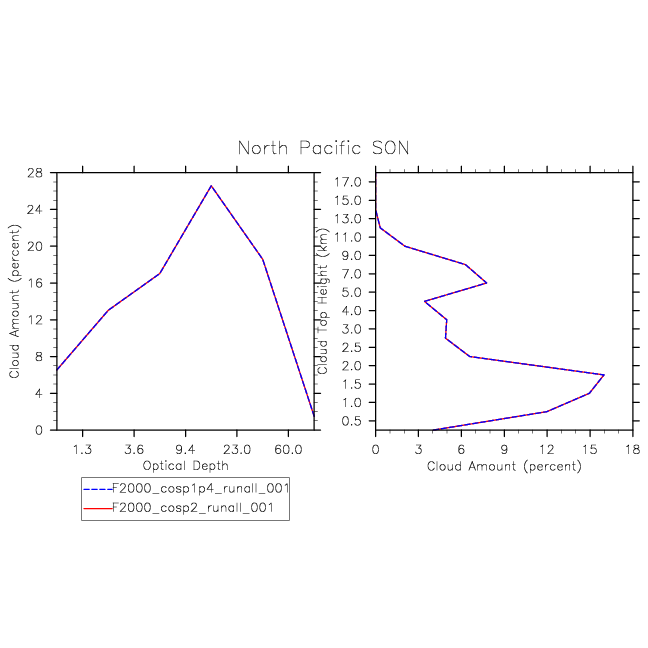 North Pacific SON
Cloud Amount (percent)
28
24
20
16
12
8
4
0
1.3 3.6 9.4 23.0 60.0
Optical Depth
Cloud Top Height (km)
17.0
15.0
13.0
11.0
9.0
7.0
5.0
4.0
3.0
2.5
2.0
1.5
1.0
0.5
0 3 6 9 12 15 18
Cloud Amount (percent)
F2000_cosp1p4_runall_001
F2000_cosp2_runall_001